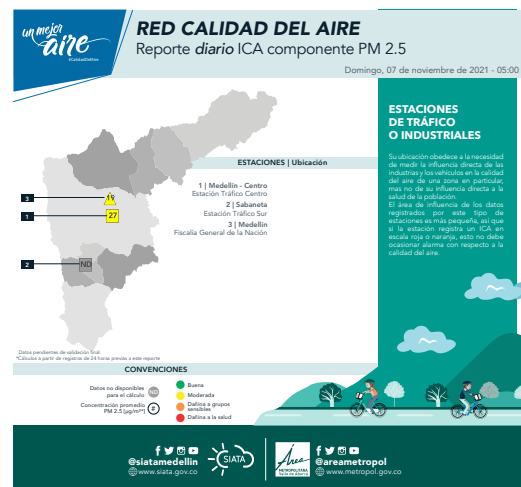 un mejor
aire
#CalidadDelAire
RED CALIDAD DEL AIRE
Reporte diario ICA componente PM 2.5
Domingo, 07 de noviembre de 2021 - 05:00
ESTACIONES
DE TRÁFICO
O INDUSTRIALES
Su ubicación obedece a la necesidad
de medir la influencia directa de las
industrias y los vehículos en la calidad
del aire de una zona en particular,
mas no de su influencia directa a la
salud de la población.
El área de influencia de los datos
registrados por este tipo de
estaciones es más pequeña, así que
si la estación registra un ICA en
escala roja o naranja, esto no debe
ocasionar alarma con respecto a la
calidad del aire.
ESTACIONES | Ubicación
1 | Medellín - Centro
Estación Tráfico Centro
2 | Sabaneta
Estación Tráfico Sur
3 | Medellín
Fiscalía General de la Nación
3
19
1
27
2
ND
Datos pendientes de validación final.
*Cálculos a partir de registros de 24 horas previas a este reporte
CONVENCIONES
Datos no disponibles
para el cálculo
ND
Concentración promedio
PM 2.5 [µg/m³*]
#
Buena
Moderada
Dañina a grupos
sensibles
Dañina a la salud
@siatamedellin
www.siata.gov.co
SIATA
Área
METROPOLITANA
Valle de Aburrá
@areametropol
www.metropol.gov.co